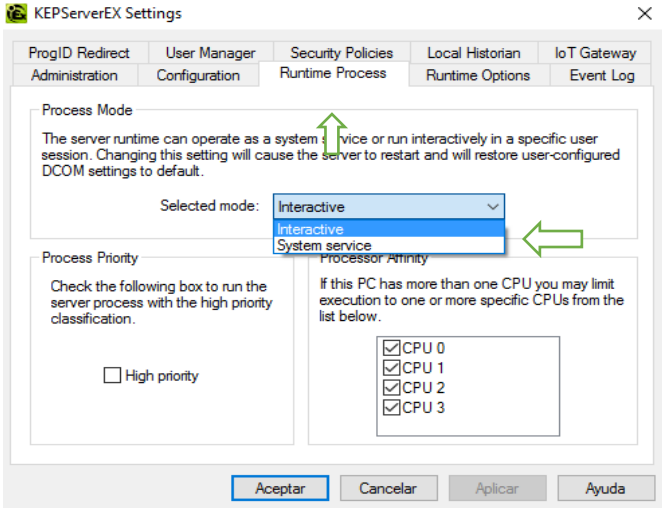 KEPServerEX Settings
ProgID Redirect User Manager Security Policies Local Historian IoT Gateway
Administration Configuration Runtime Process Runtime Options Event Log
Process Mode
The server runtime can operate as a system service or run interactively in a specific user
session. Changing this setting will cause the server to restart and will restore user-configured
DCOM settings to default.
Selected mode: Interactive
Interactive
System service
Process Priority
Check the following box to run the
server process with the high priority
classification.
High priority
Processor Affinity
If this PC has more than one CPU you may limit
execution to one or more specific CPUs from the
list below.
CPU 0
CPU 1
CPU 2
CPU 3
Aceptar Cancelar Aplicar Ayuda